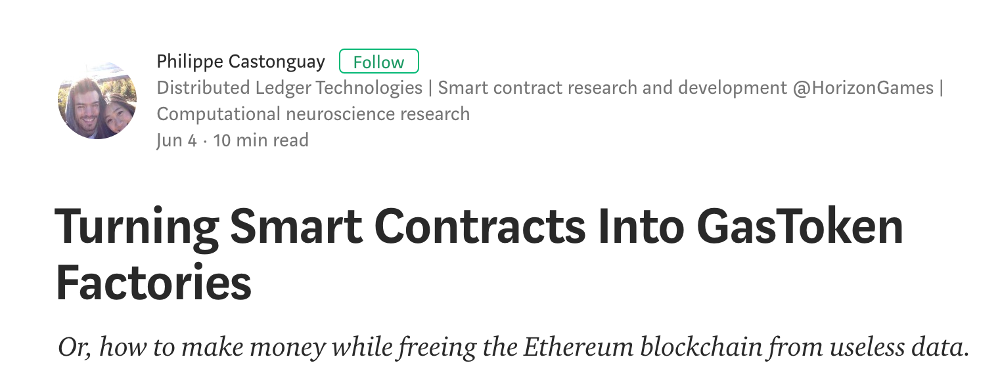 Philippe Castonguay Follow
Distributed Ledger Technologies | Smart contract research and development @HorizonGames |
Computational neuroscience research
Jun 4 · 10 min read
Turning Smart Contracts Into GasToken
Factories
Or, how to make money while freeing the Ethereum blockchain from useless data.